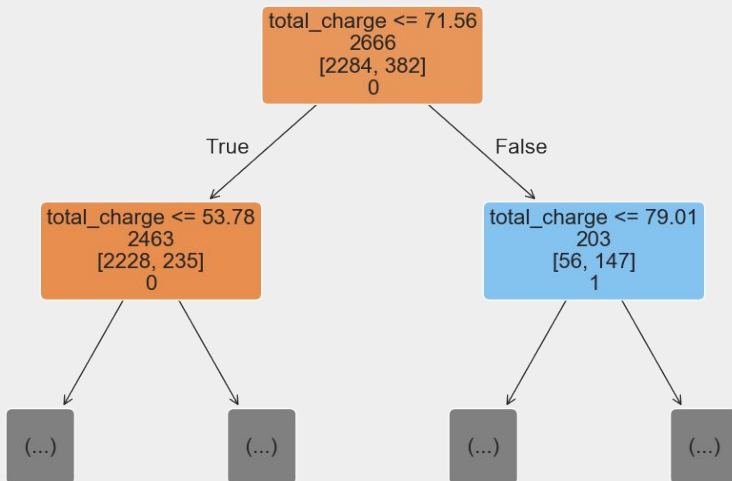 total_charge <= 71.56
2666
[2284, 382]
0
True
False
total_charge <= 53.78
2463
[2228, 235]
0
total_charge <= 79.01
203
[56, 147]
1
(...)
(...)
(...)
(...)